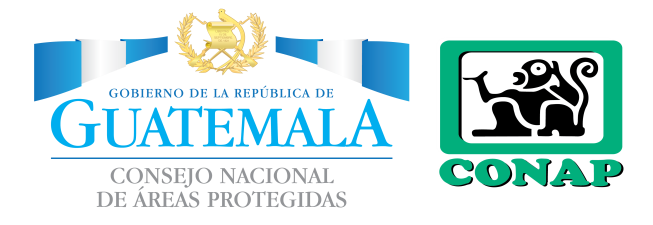 GOBIERNO DE LA REPÚBLICA DE
GUATEMALA
CONSEJO NACIONAL
DE ÁREAS PROTEGIDAS
CONAP